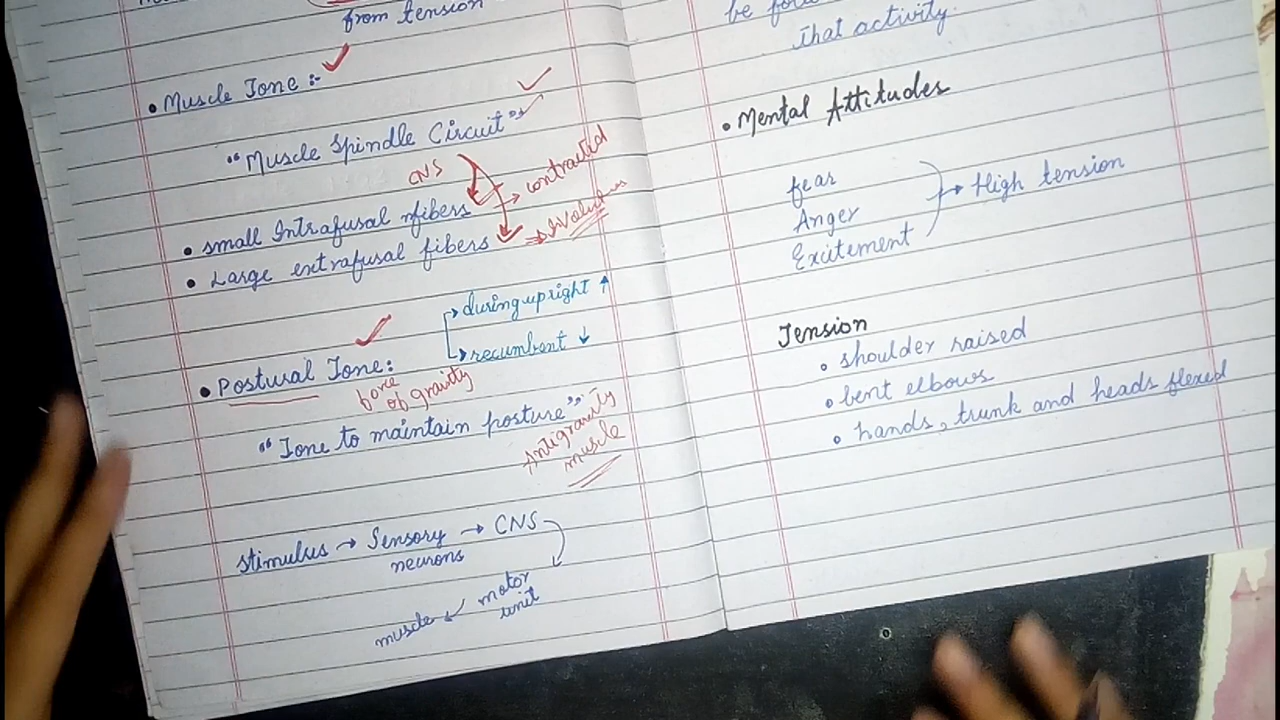 from tension
• Muscle Tone :-
"Muscle Spindle Circuit"
CNS
contracted
• small Intrafusal fibers
• Large extrafusal fibers
during upright ↑
recumbent ↓
• Postural Tone:
force
of gravity
"Tone to maintain posture"
Antigravity
muscle
stimulus → Sensory → CNS
neurons
motor
unit
muscle
be
that activity.
• Mental Attitudes
fear
Anger
Excitement
→ High tension
Tension
• shoulder raised
• bent elbows
• hands, trunk and heads flexed